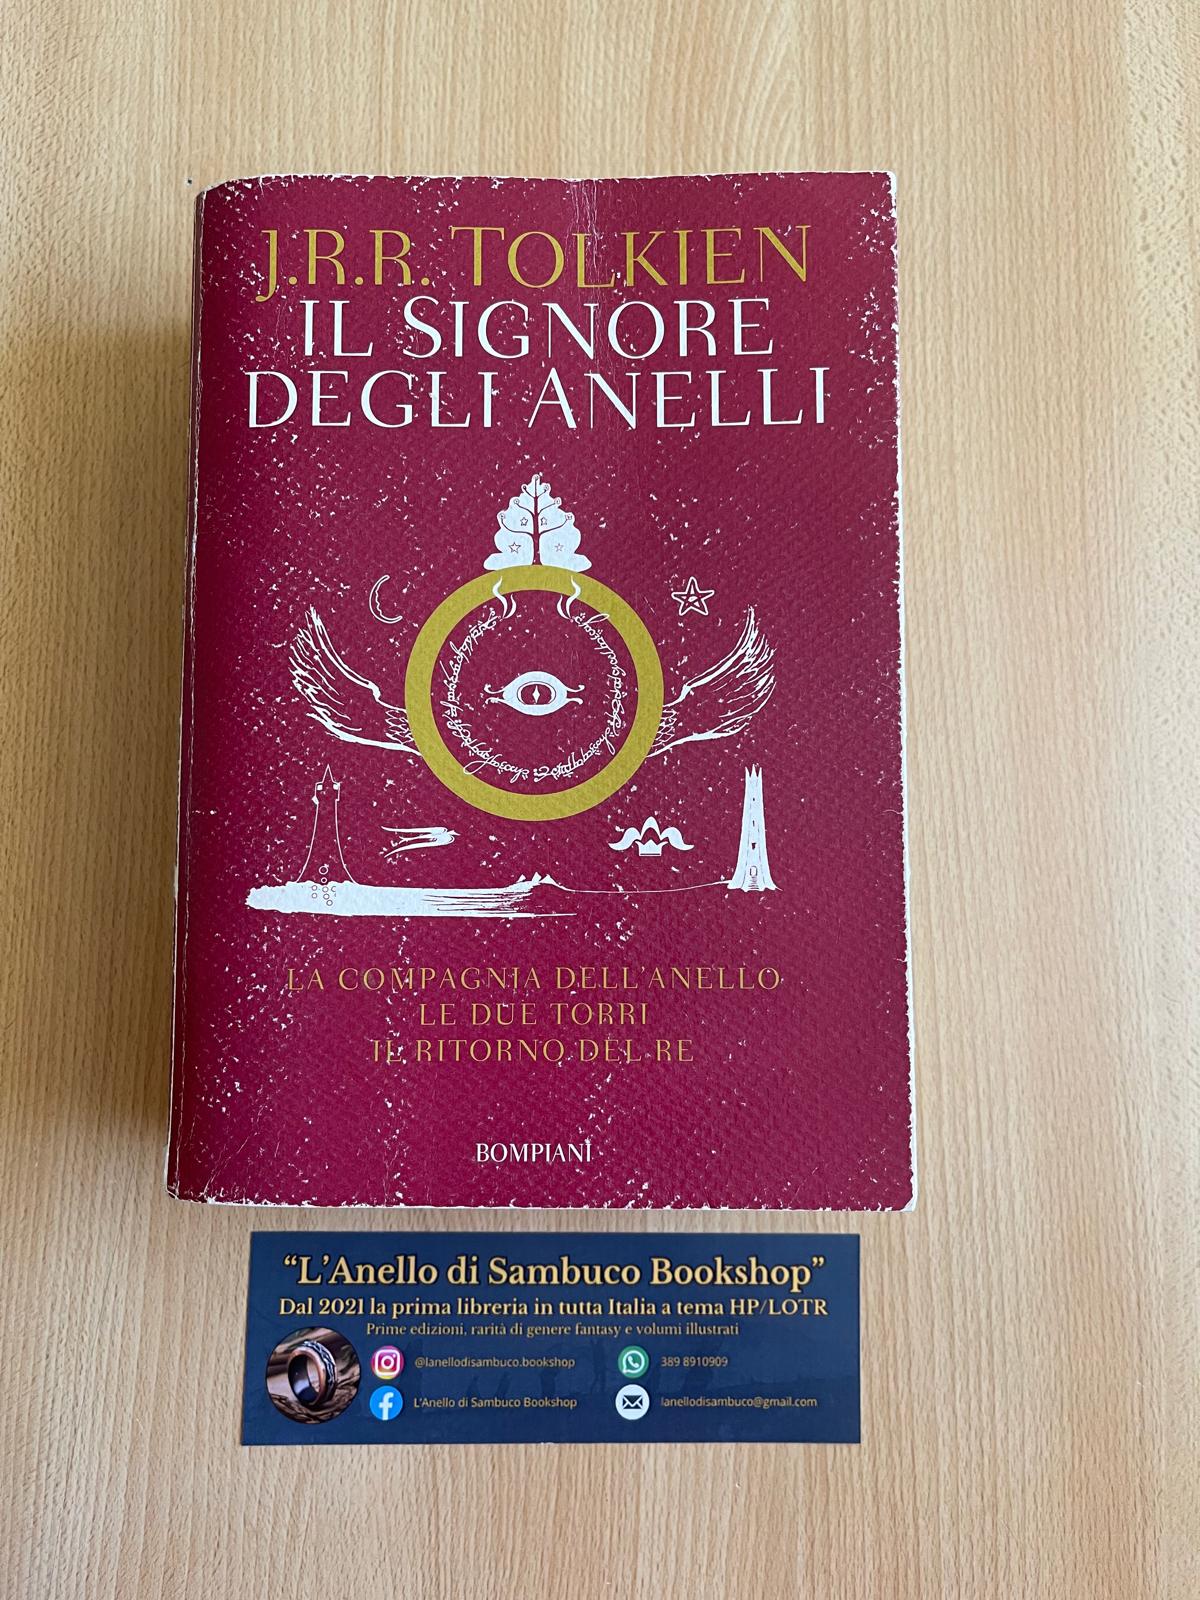 J.R.R. TOLKIEN
IL SIGNORE
DEGLI ANELLI
LA COMPAGNIA DELL'ANELLO
LE DUE TORRI
IL RITORNO DEL RE
BOMPIANI
“L’Anello di Sambuco Bookshop”
Dal 2021 la prima libreria in tutta Italia a tema HP/LOTR
Prime edizioni, rarità di genere fantasy e volumi illustrati
@lanellodisambuco.bookshop
389 8910909
L’Anello di Sambuco Bookshop
lanellodisambuco@gmail.com